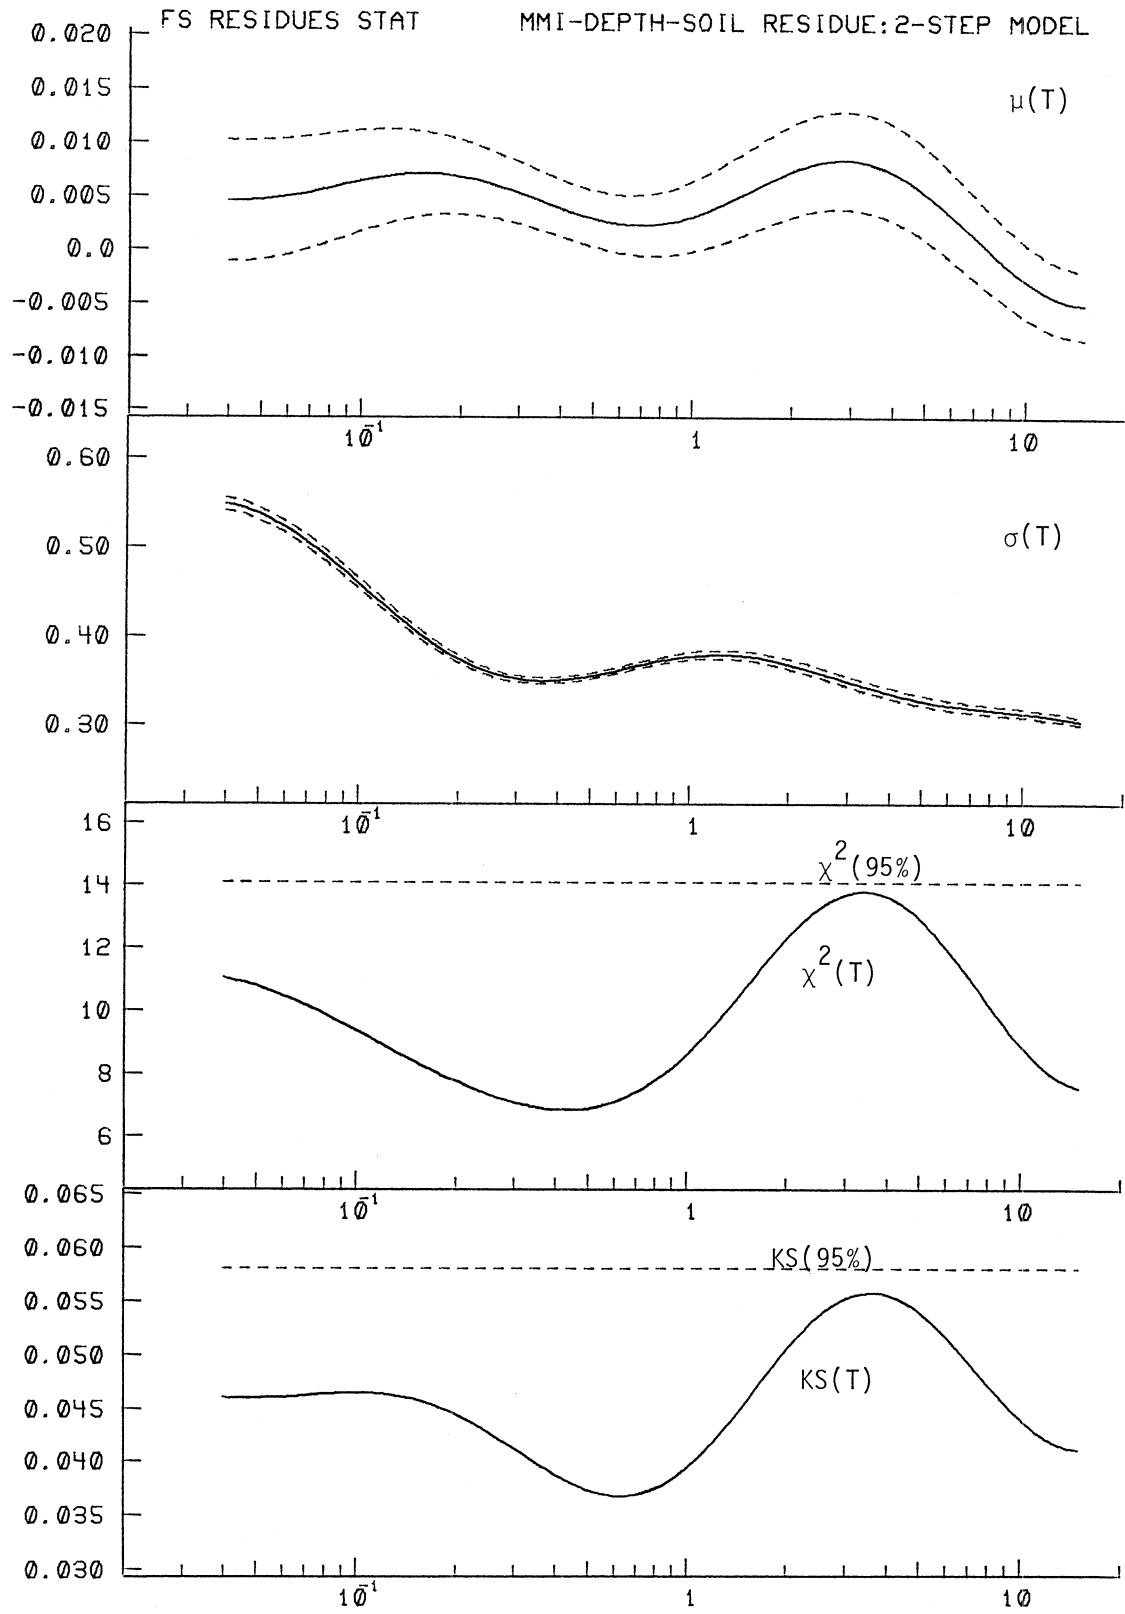 FS RESIDUES STAT MMI-DEPTH-SOIL RESIDUE:2-STEP MODEL
0.020
0.015
μ(T)
0.010
0.005
0.0
-0.005
-0.010
-0.015
10⁻¹ 1 10
0.60
0.50
σ(T)
0.40
0.30
10⁻¹ 1 10
16
χ²(95%)
14
12
χ²(T)
10
8
6
10⁻¹ 1 10
0.065
0.060
KS(95%)
0.055
0.050
KS(T)
0.045
0.040
0.035
0.030
10⁻¹ 1 10